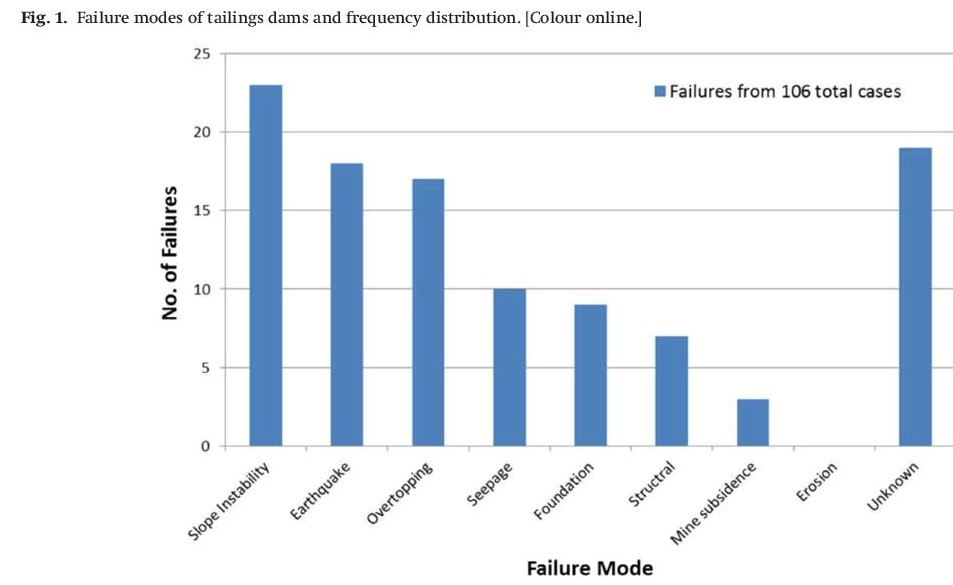 Fig. 1. Failure modes of tailings dams and frequency distribution. [Colour online.]
25
Failures from 106 total cases
20
15
10
5
0
No. of Failures
Slope Instability
Earthquake
Overtopping
Seepage
Foundation
Structral
Mine subsidence
Erosion
Unknown
Failure Mode